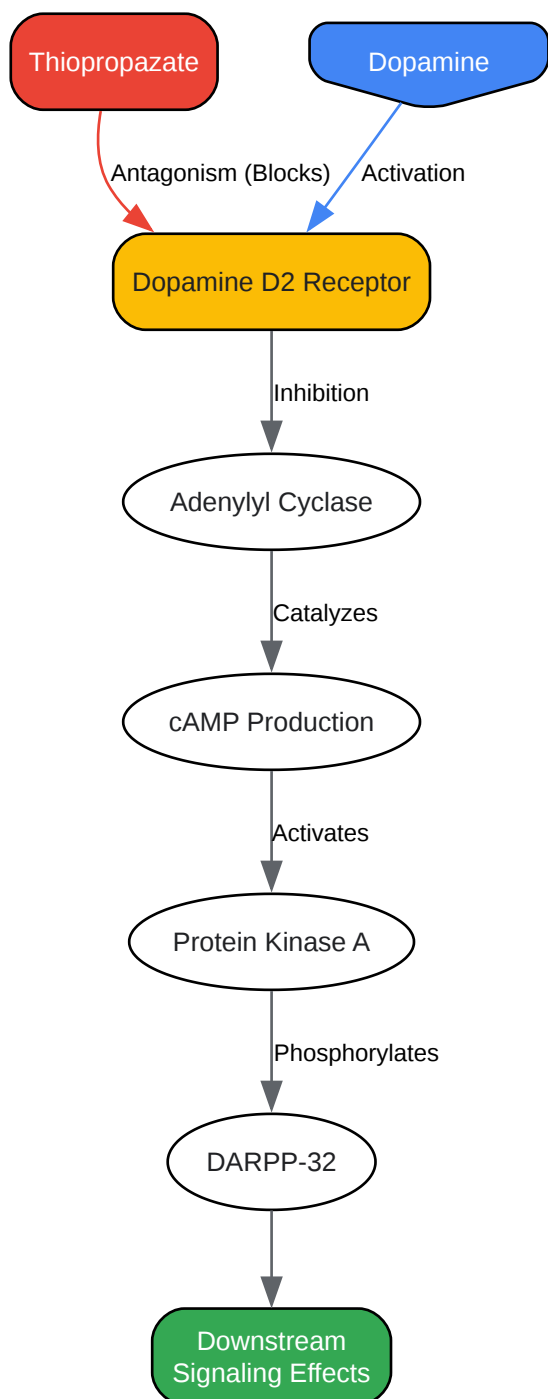 Thiopropazate
Dopamine
Antagonism (Blocks)
Activation
Dopamine D2 Receptor
Inhibition
Adenylyl Cyclase
Catalyzes
cAMP Production
Activates
Protein Kinase A
Phosphorylates
DARPP-32
Downstream
Signaling Effects